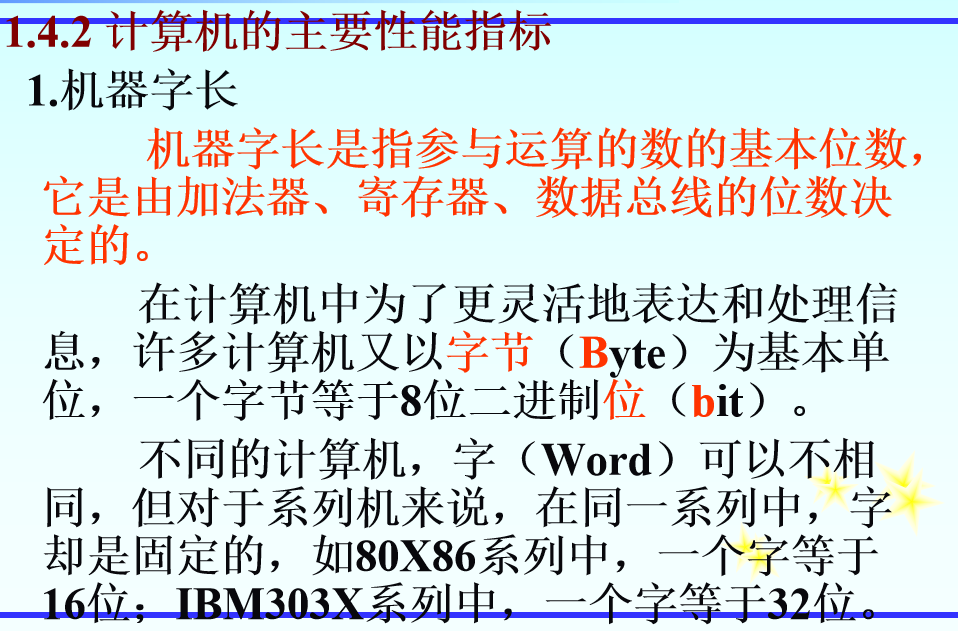 1.4.2 计算机的主要性能指标
1.机器字长
机器字长是指参与运算的数的基本位数，
它是由加法器、寄存器、数据总线的位数决
定的。
在计算机中为了更灵活地表达和处理信
息，许多计算机又以字节（Byte）为基本单
位，一个字节等于8位二进制位（bit）。
不同的计算机，字（Word）可以不相
同，但对于系列机来说，在同一系列中，字
却是固定的，如80X86系列中，一个字等于
16位；IBM303X系列中，一个字等于32位。